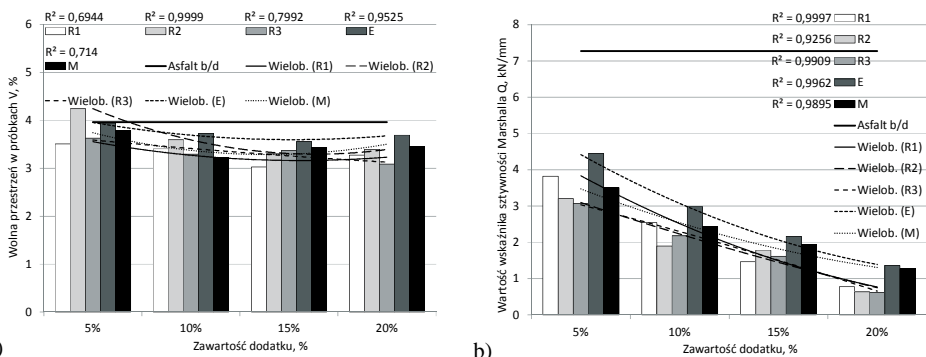 R² = 0,6944 R² = 0,9999 R² = 0,7992 R² = 0,9525
R1 R2 R3 E
R² = 0,714
M Asfalt b/d Wielob. (R1) Wielob. (R2)
Wielob. (R3) Wielob. (E) Wielob. (M)
Wolna przestrzeń w próbkach V, %
6
5
4
3
2
1
0
5% 10% 15% 20%
Zawartość dodatku, %
)
R² = 0,9997 R1
R² = 0,9256 R2
R² = 0,9909 R3
R² = 0,9962 E
R² = 0,9895 M
Asfalt b/d
Wielob. (R1)
Wielob. (R2)
Wielob. (R3)
Wielob. (E)
Wielob. (M)
Wartość wskaźnika sztywności Marshalla Q, kN/mm
8
7
6
5
4
3
2
1
0
5% 10% 15% 20%
Zawartość dodatku, %
b)